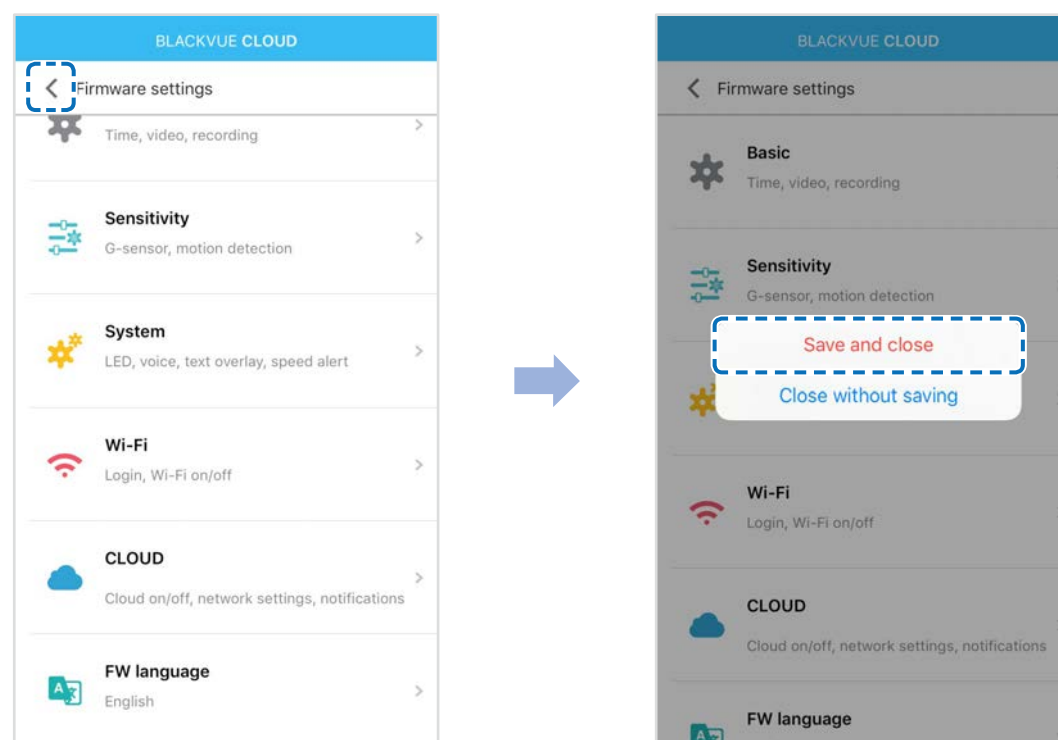 BLACKVUE CLOUD
Firmware settings
Time, video, recording
Sensitivity
G-sensor, motion detection
System
LED, voice, text overlay, speed alert
Wi-Fi
Login, Wi-Fi on/off
CLOUD
Cloud on/off, network settings, notifications
FW language
English
BLACKVUE CLOUD
Firmware settings
Basic
Time, video, recording
Sensitivity
G-sensor, motion detection
Save and close
Close without saving
Wi-Fi
Login, Wi-Fi on/off
CLOUD
Cloud on/off, network settings, notifications
FW language